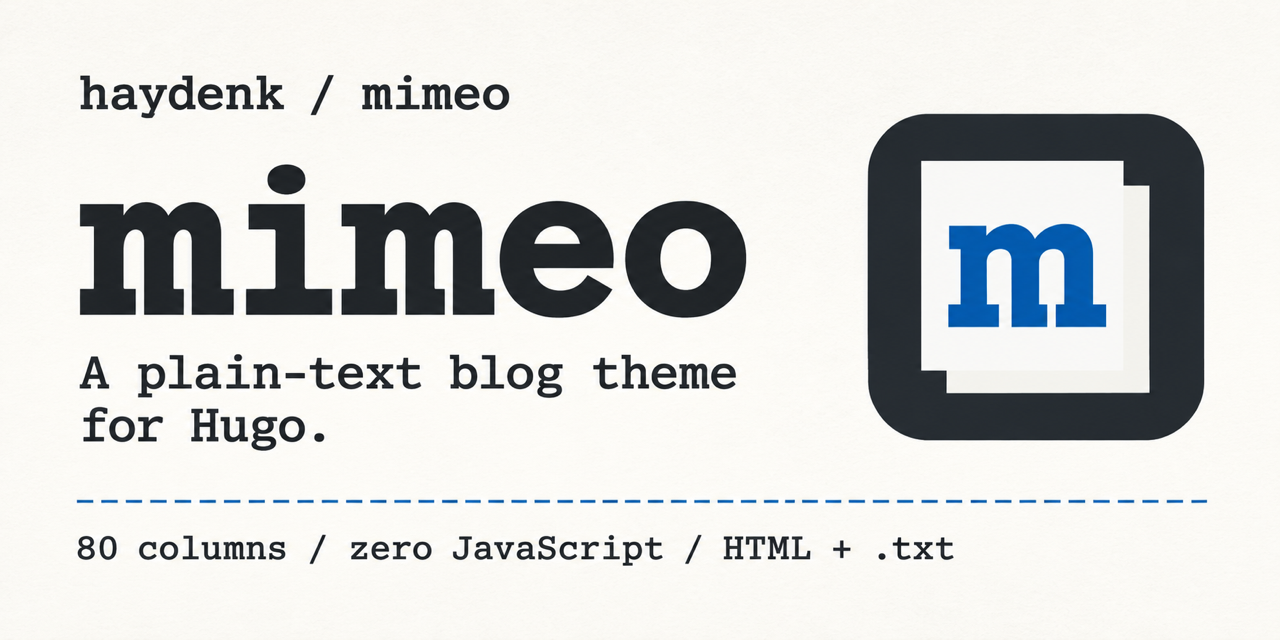 haydenk / mimeo
mimeo
m
A plain-text blog theme
for Hugo.
80 columns / zero JavaScript / HTML + .txt